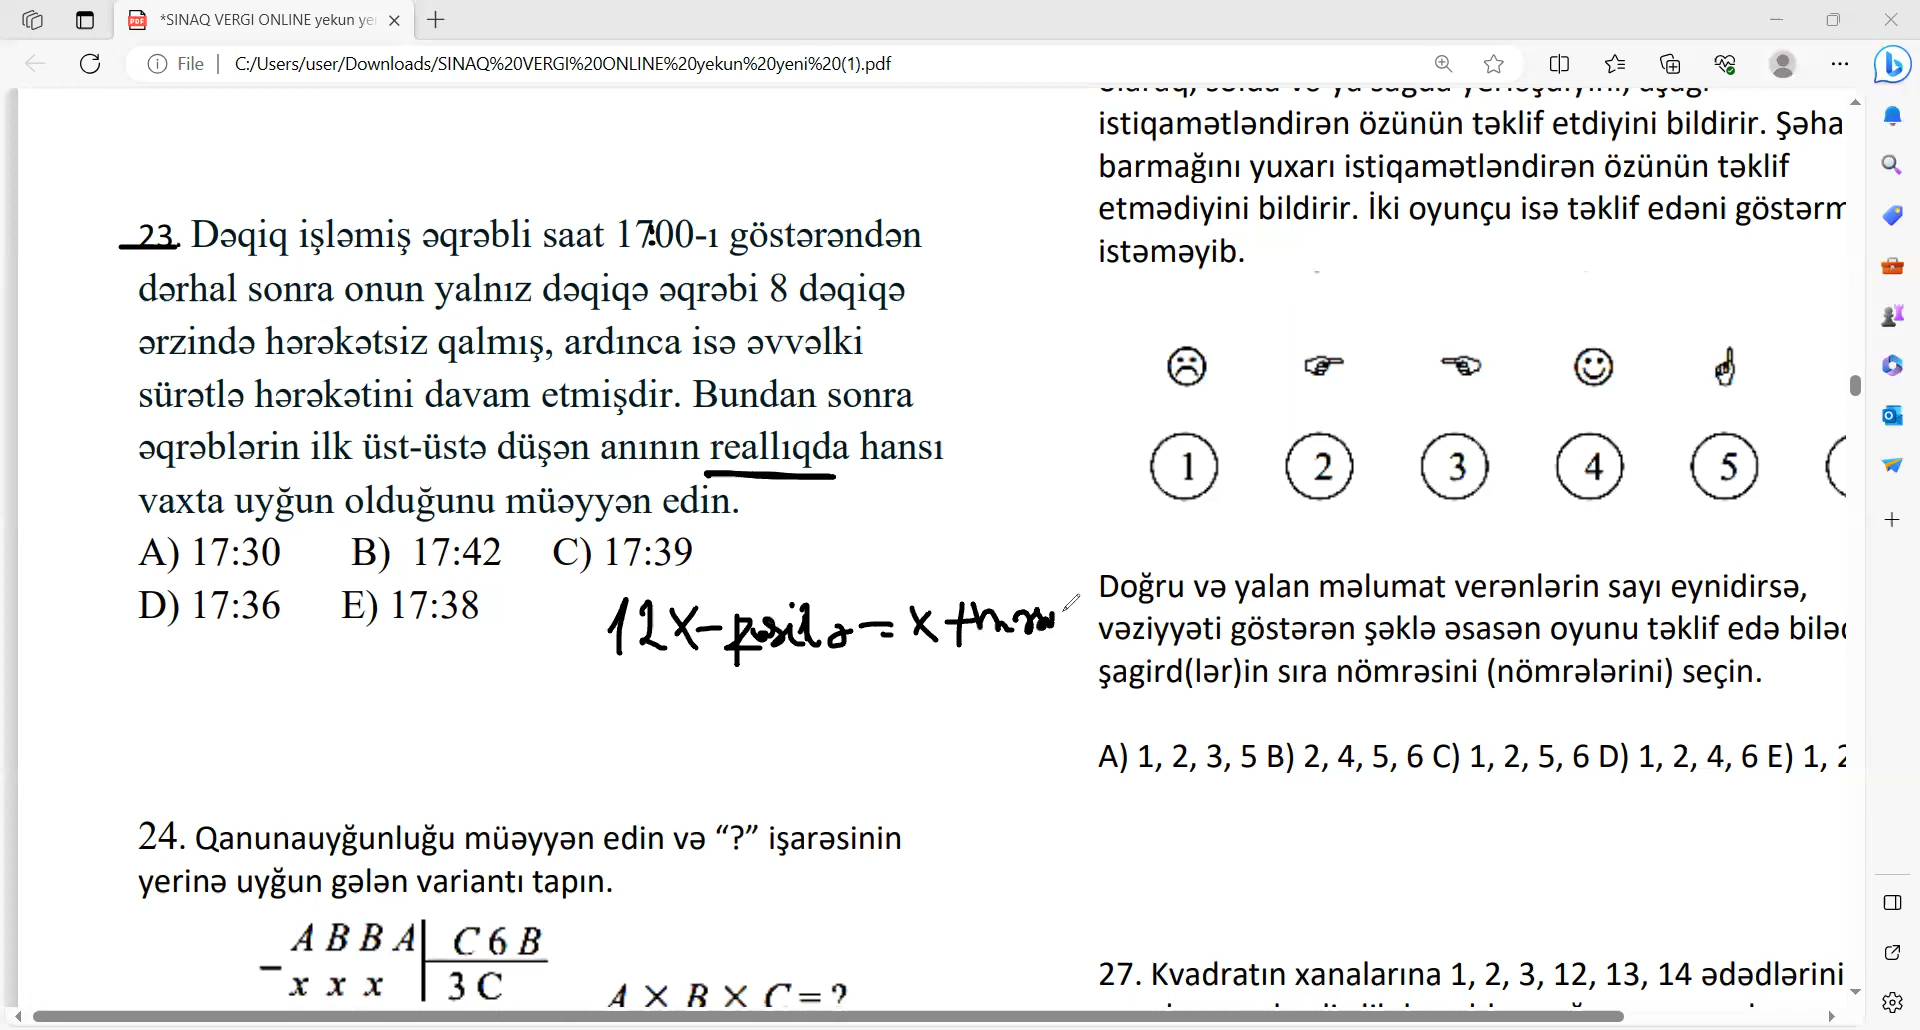 *SINAQ VERGI ONLINE yekun ye
File | C:/Users/user/Downloads/SINAQ%20VERGI%20ONLINE%20yekun%20yeni%20(1).pdf
23. Dəqiq işləmiş əqrəbli saat 17:00-ı göstərəndən
dərhal sonra onun yalnız dəqiqə əqrəbi 8 dəqiqə
ərzində hərəkətsiz qalmış, ardınca isə əvvəlki
sürətlə hərəkətini davam etmişdir. Bundan sonra
əqrəblərin ilk üst-üstə düşən anının reallıqda hansı
vaxta uyğun olduğunu müəyyən edin.
A) 17:30 B) 17:42 C) 17:39
D) 17:36 E) 17:38
12x- = x+
24. Qanunauyğunluğu müəyyən edin və “?” işarəsinin
yerinə uyğun gələn variantı tapın.
A B B A C 6 B
− x x x 3 C
A × B × C = ?
istiqamətləndirən özünün təklif etdiyini bildirir. Şəha
barmağını yuxarı istiqamətləndirən özünün təklif
etmədiyini bildirir. İki oyunçu isə təklif edəni göstərm
istəməyib.
1 2 3 4 5
Doğru və yalan məlumat verənlərin sayı eynidirsə,
vəziyyəti göstərən şəklə əsasən oyunu təklif edə bilə
şagird(lər)in sıra nömrəsini (nömrələrini) seçin.
A) 1, 2, 3, 5 B) 2, 4, 5, 6 C) 1, 2, 5, 6 D) 1, 2, 4, 6 E) 1, 2
27. Kvadratın xanalarına 1, 2, 3, 12, 13, 14 ədədlərini